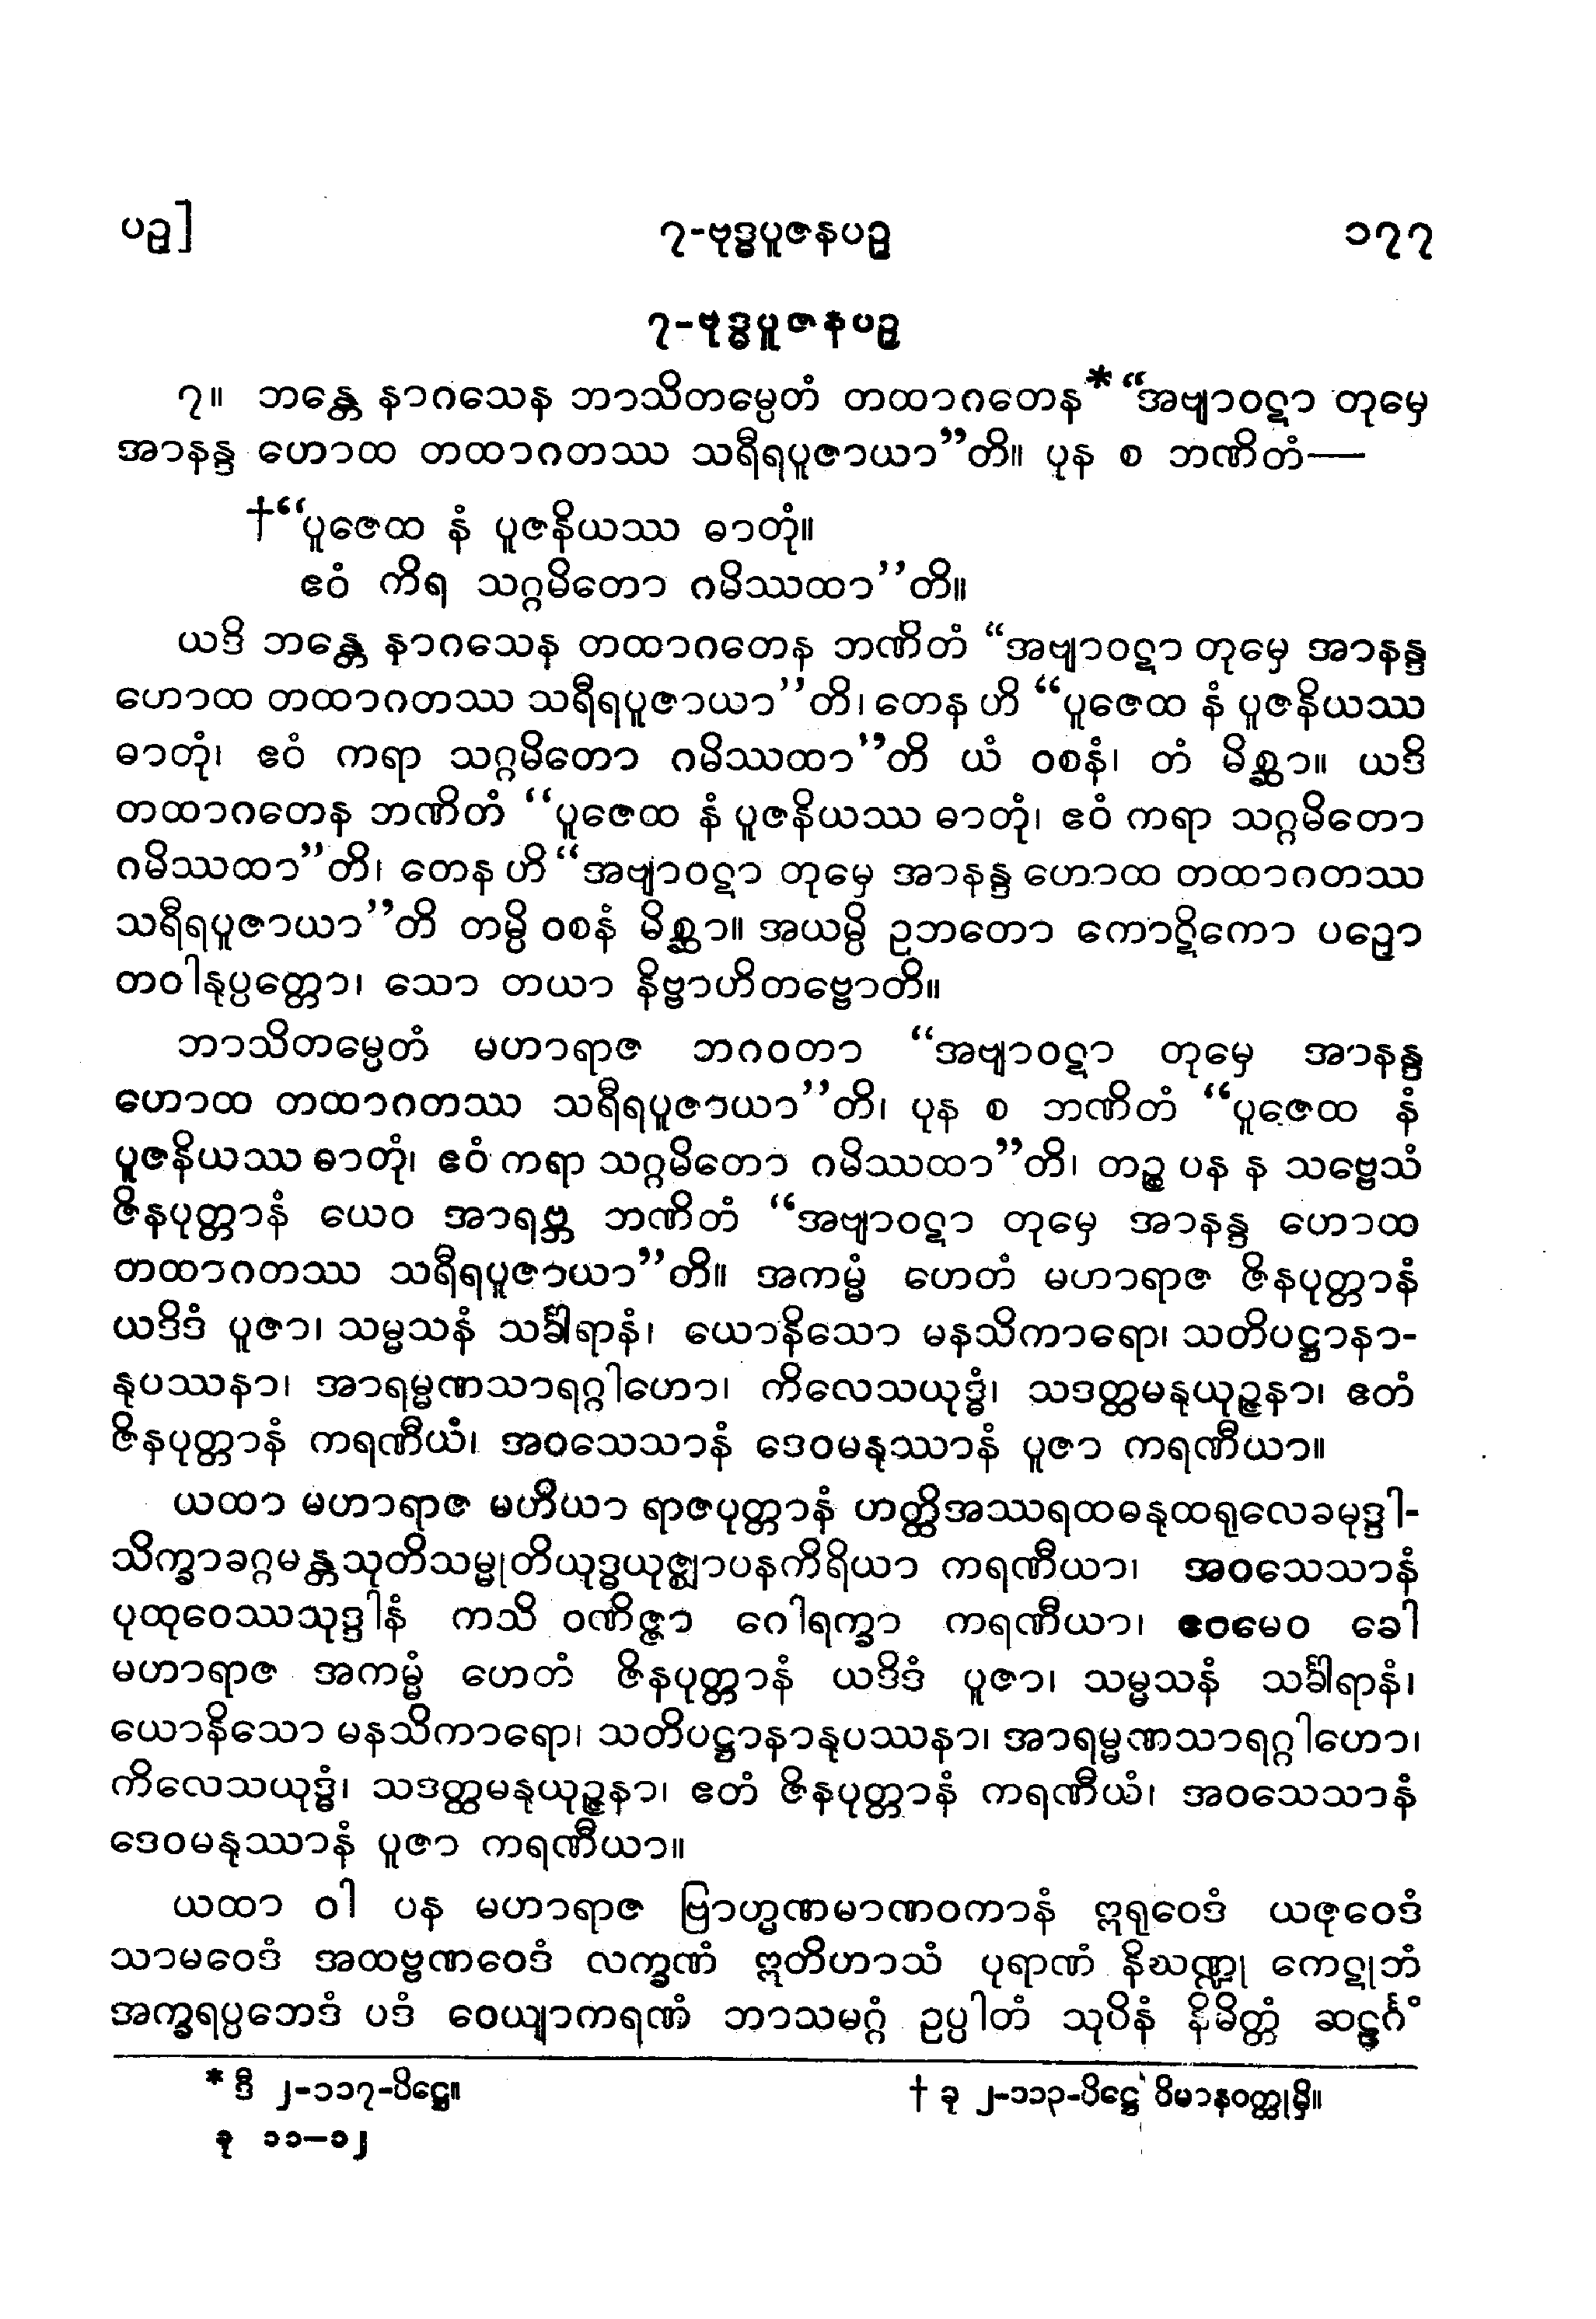 ပဉှ] ၇-ဗုဒ္ဓပူဇနပဉှ ၁၇၇
၇-ဗုဒ္ဓပူဇနပဉှ
၇။ ဘန္တေ နာဂသေန ဘာသိတမ္ပေတံ တထာဂတေန* “အဗျာဝဋာ တုမှေ
အာနန္ဒ ဟောထ တထာဂတဿ သရီရပူဇာယာ”တိ။ ပုန စ ဘဏိတံ—
†“ပူဇေထ နံ ပူဇနိယဿ ဓာတုံ။
ဧဝံ ကိရ သဂ္ဂမိတော ဂမိဿထာ”တိ။
ယဒိ ဘန္တေ နာဂသေန တထာဂတေန ဘဏိတံ “အဗျာဝဋာ တုမှေ အာနန္ဒ
ဟောထ တထာဂတဿ သရီရပူဇာယာ”တိ၊ တေန ဟိ “ပူဇေထ နံ ပူဇနိယဿ
ဓာတုံ၊ ဧဝံ ကရာ သဂ္ဂမိတော ဂမိဿထာ”တိ ယံ ဝစနံ၊ တံ မိစ္ဆာ။ ယဒိ
တထာဂတေန ဘဏိတံ “ပူဇေထ နံ ပူဇနိယဿ ဓာတုံ၊ ဧဝံ ကရာ သဂ္ဂမိတော
ဂမိဿထာ”တိ၊ တေန ဟိ “အဗျာဝဋာ တုမှေ အာနန္ဒ ဟောထ တထာဂတဿ
သရီရပူဇာယာ”တိ တမ္ပိ ဝစနံ မိစ္ဆာ။ အယမ္ပိ ဥဘတော ကောဋိကော ပဉှော
တဝါနုပ္ပတ္တော၊ သော တယာ နိဗ္ဗာဟိတဗ္ဗောတိ။
ဘာသိတမ္ပေတံ မဟာရာဇ ဘဂဝတာ “အဗျာဝဋာ တုမှေ အာနန္ဒ
ဟောထ တထာဂတဿ သရီရပူဇာယာ”တိ၊ ပုန စ ဘဏိတံ “ပူဇေထ နံ
ပူဇနိယဿ ဓာတုံ၊ ဧဝံ ကရာ သဂ္ဂမိတော ဂမိဿထာ”တိ၊ တဉ္စ ပန န သဗ္ဗေသံ
ဇိနပုတ္တာနံ ယေဝ အာရဗ္ဘ ဘဏိတံ “အဗျာဝဋာ တုမှေ အာနန္ဒ ဟောထ
တထာဂတဿ သရီရပူဇာယာ”တိ။ အကမ္မံ ဟေတံ မဟာရာဇ ဇိနပုတ္တာနံ
ယဒိဒံ ပူဇာ၊ သမ္မသနံ သင်္ခါရာနံ၊ ယောနိသော မနသိကာရော၊ သတိပဋ္ဌာနာ-
နုပဿနာ၊ အာရမ္မဏသာရဂ္ဂါဟော၊ ကိလေသယုဒ္ဓံ၊ သဒတ္ထမနုယုဉ္ဇနာ၊ ဧတံ
ဇိနပုတ္တာနံ ကရဏီယံ၊ အဝသေသာနံ ဒေဝမနုဿာနံ ပူဇာ ကရဏီယာ။
ယထာ မဟာရာဇ မဟိယာ ရာဇပုတ္တာနံ ဟတ္ထိအဿရထဓနုထရုလေခမုဒ္ဒါ-
သိက္ခာခဂ္ဂမန္တသုတိသမ္မုတိယုဒ္ဓယုဇ္ဈာပနကိရိယာ ကရဏီယာ၊ အဝသေသာနံ
ပုထုဝေဿသုဒ္ဒါနံ ကသိ ဝဏိဇ္ဇာ ဂေါရက္ခာ ကရဏီယာ၊ ဧဝမေဝ ခေါ
မဟာရာဇ အကမ္မံ ဟေတံ ဇိနပုတ္တာနံ ယဒိဒံ ပူဇာ၊ သမ္မသနံ သင်္ခါရာနံ၊
ယောနိသော မနသိကာရော၊ သတိပဋ္ဌာနာနုပဿနာ၊ အာရမ္မဏသာရဂ္ဂါဟော၊
ကိလေသယုဒ္ဓံ၊ သဒတ္ထမနုယုဉ္ဇနာ၊ ဧတံ ဇိနပုတ္တာနံ ကရဏီယံ၊ အဝသေသာနံ
ဒေဝမနုဿာနံ ပူဇာ ကရဏီယာ။
ယထာ ဝါ ပန မဟာရာဇ ဗြာဟ္မဏမာဏဝကာနံ ဣရုဝေဒံ ယဇုဝေဒံ
သာမဝေဒံ အထဗ္ဗဏဝေဒံ လက္ခဏံ ဣတိဟာသံ ပုရာဏံ နိဃဏ္ဍု ကေဋုဘံ
အက္ခရပ္ပဘေဒံ ပဒံ ဝေယျာကရဏံ ဘာသမဂ္ဂံ ဥပ္ပါတံ သုပိနံ နိမိတ္တံ ဆဠင်္ဂံ
* ဒီ ၂-၁၁၇-ပိဋ္ဌေ။ † ခု ၂-၁၁၃-ပိဋ္ဌေ ဝိမာနဝတ္ထုမှိ။
ခု ၁၁—၁၂